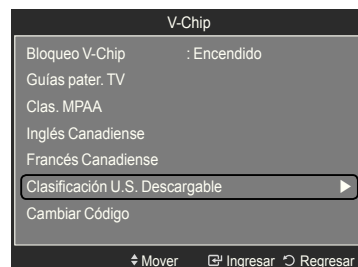 V-Chip
Bloqueo V-Chip : Encendido
Guías pater. TV
Clas. MPAA
Inglés Canadiense
Francés Canadiense
Clasificación U.S. Descargable
Cambiar Código
Mover Ingresar Regresar